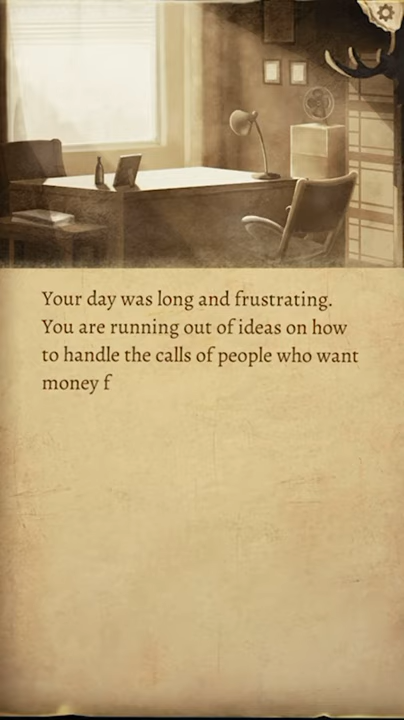 Your day was long and frustrating.
You are running out of ideas on how
to handle the calls of people who want
money f